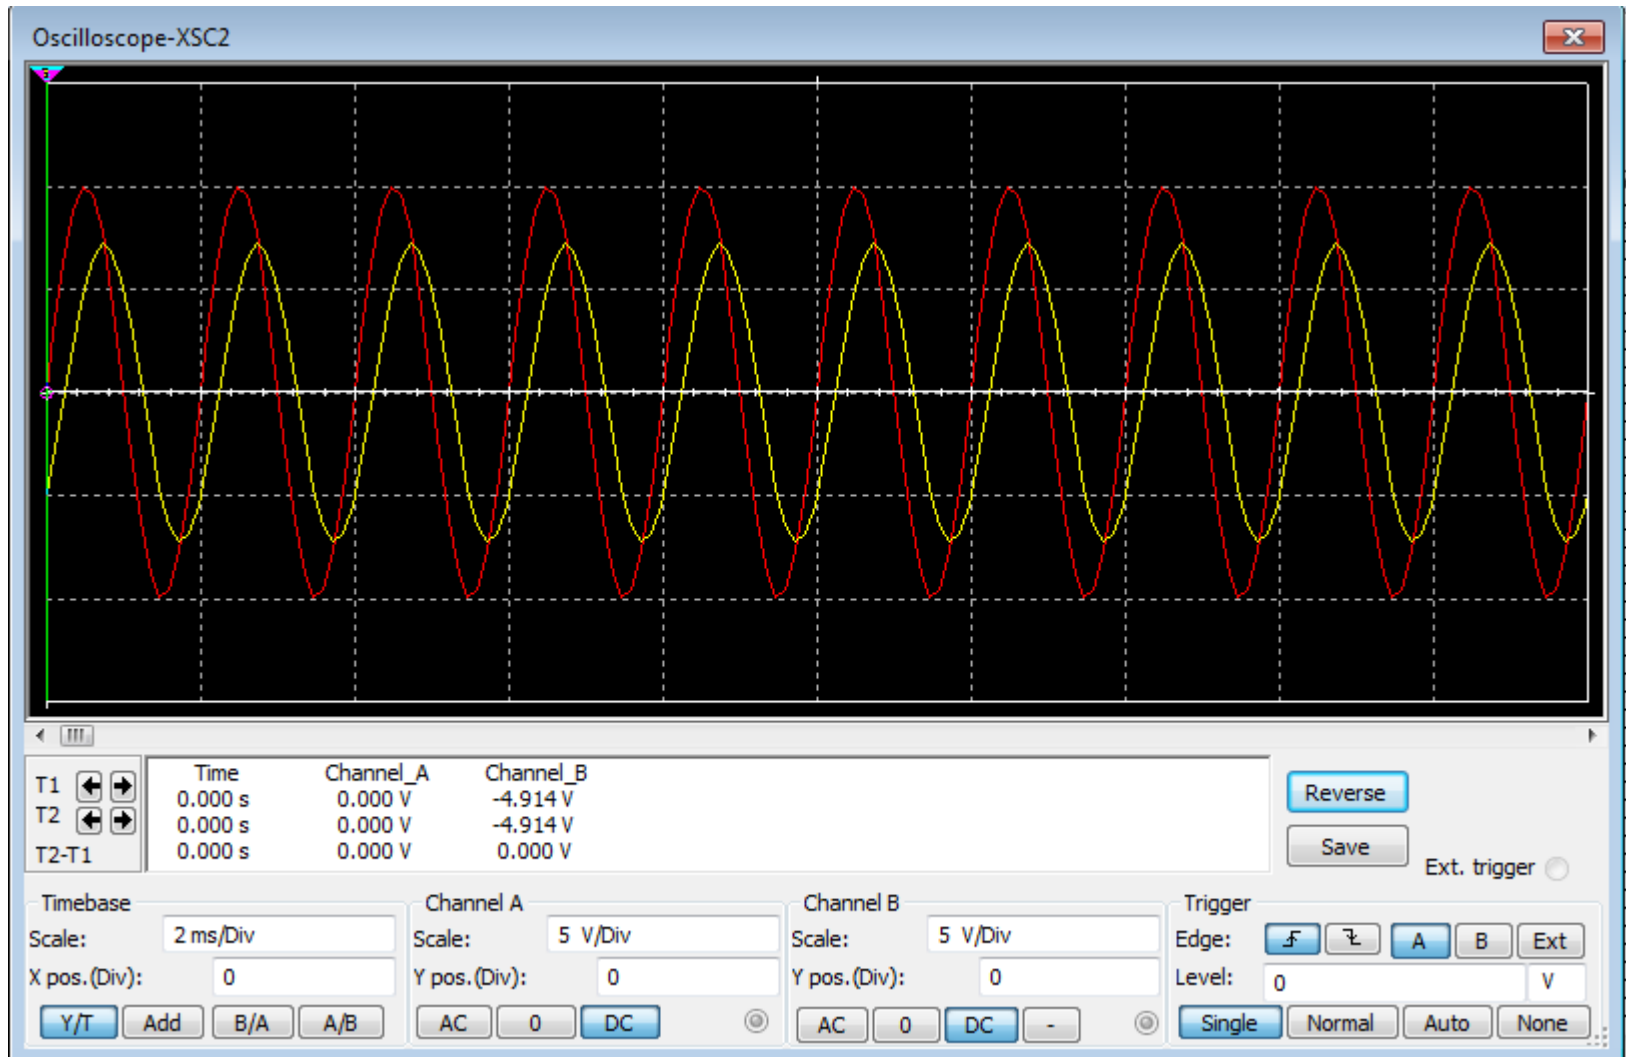 Oscilloscope-XSC2
Time Channel_A Channel_B
T1 0.000 s 0.000 V -4.914 V
T2 0.000 s 0.000 V -4.914 V
T2-T1 0.000 s 0.000 V 0.000 V
Reverse
Save
Ext. trigger
Timebase
Scale: 2 ms/Div
X pos.(Div): 0
Y/T Add B/A A/B
Channel A
Scale: 5 V/Div
Y pos.(Div): 0
AC 0 DC
Channel B
Scale: 5 V/Div
Y pos.(Div): 0
AC 0 DC -
Trigger
Edge: A B Ext
Level: 0 V
Single Normal Auto None